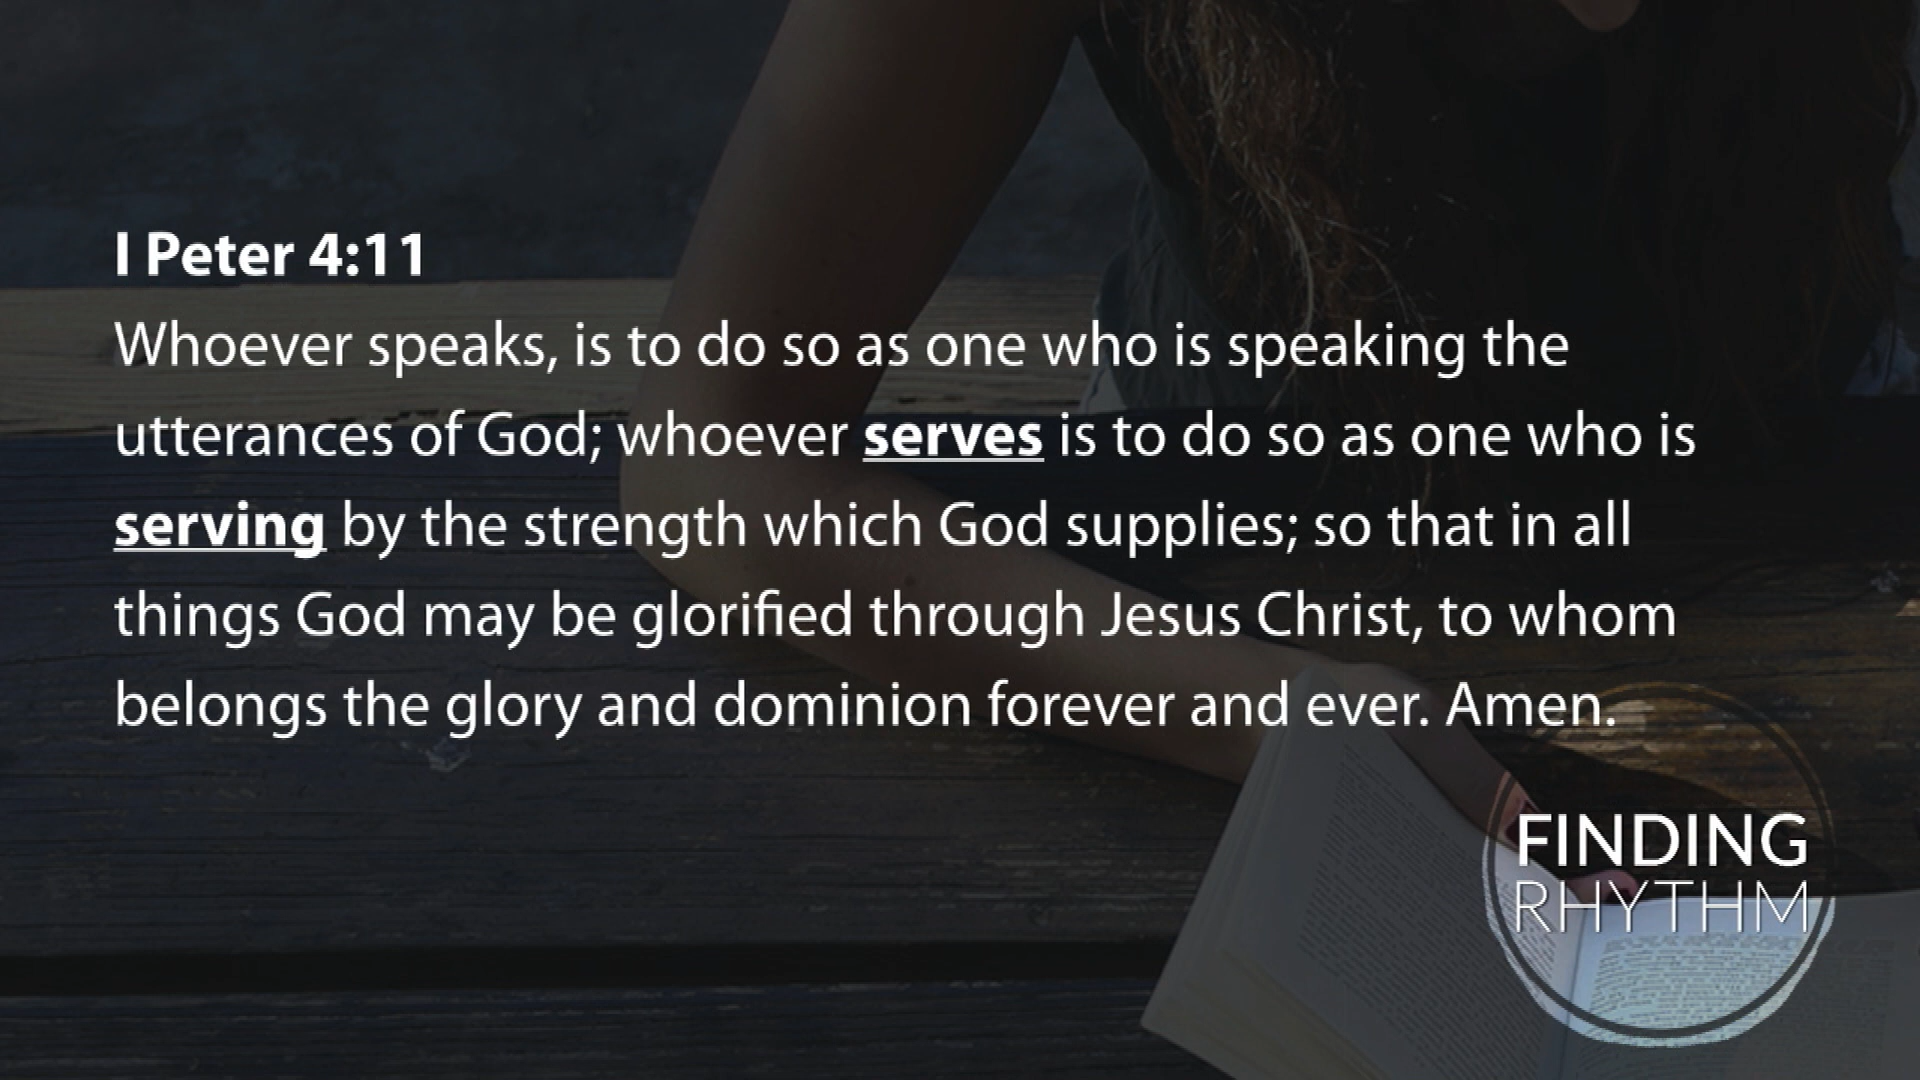 I Peter 4:11
Whoever speaks, is to do so as one who is speaking the
utterances of God; whoever serves is to do so as one who is
serving by the strength which God supplies; so that in all
things God may be glorified through Jesus Christ, to whom
belongs the glory and dominion forever and ever. Amen.
FINDING
RHYTHM